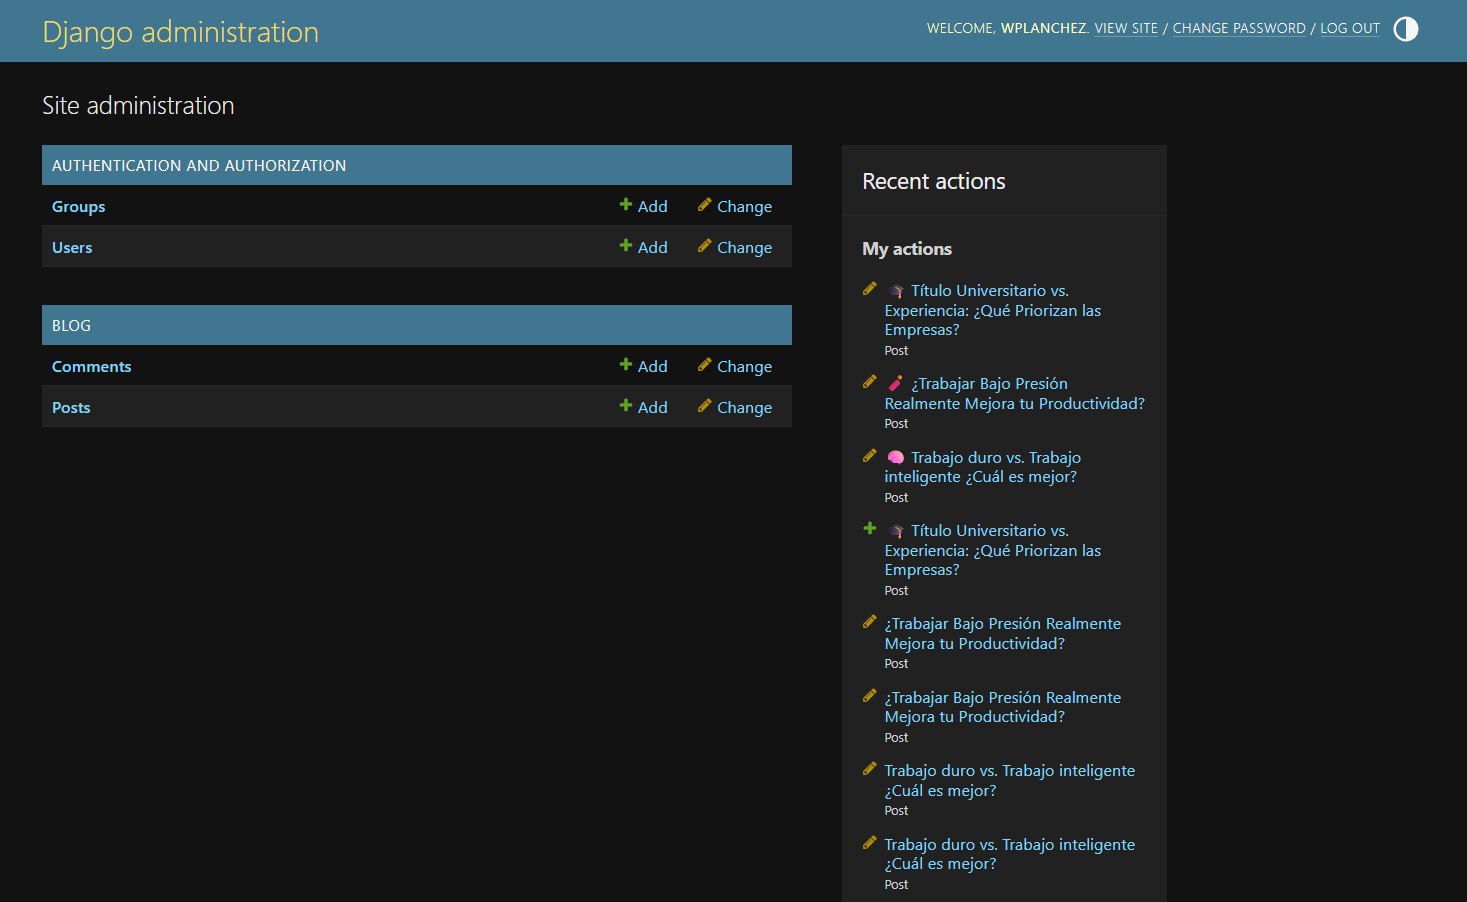 Django administration
WELCOME, WPLANCHEZ. VIEW SITE / CHANGE PASSWORD / LOG OUT
Site administration
AUTHENTICATION AND AUTHORIZATION
Groups Add Change
Users Add Change
BLOG
Comments Add Change
Posts Add Change
Recent actions
My actions
🎓 Título Universitario vs.
Experiencia: ¿Qué Priorizan las
Empresas?
Post
🧨 ¿Trabajar Bajo Presión
Realmente Mejora tu Productividad?
Post
🧠 Trabajo duro vs. Trabajo
inteligente ¿Cuál es mejor?
Post
🎓 Título Universitario vs.
Experiencia: ¿Qué Priorizan las
Empresas?
Post
¿Trabajar Bajo Presión Realmente
Mejora tu Productividad?
Post
¿Trabajar Bajo Presión Realmente
Mejora tu Productividad?
Post
Trabajo duro vs. Trabajo inteligente
¿Cuál es mejor?
Post
Trabajo duro vs. Trabajo inteligente
¿Cuál es mejor?
Post